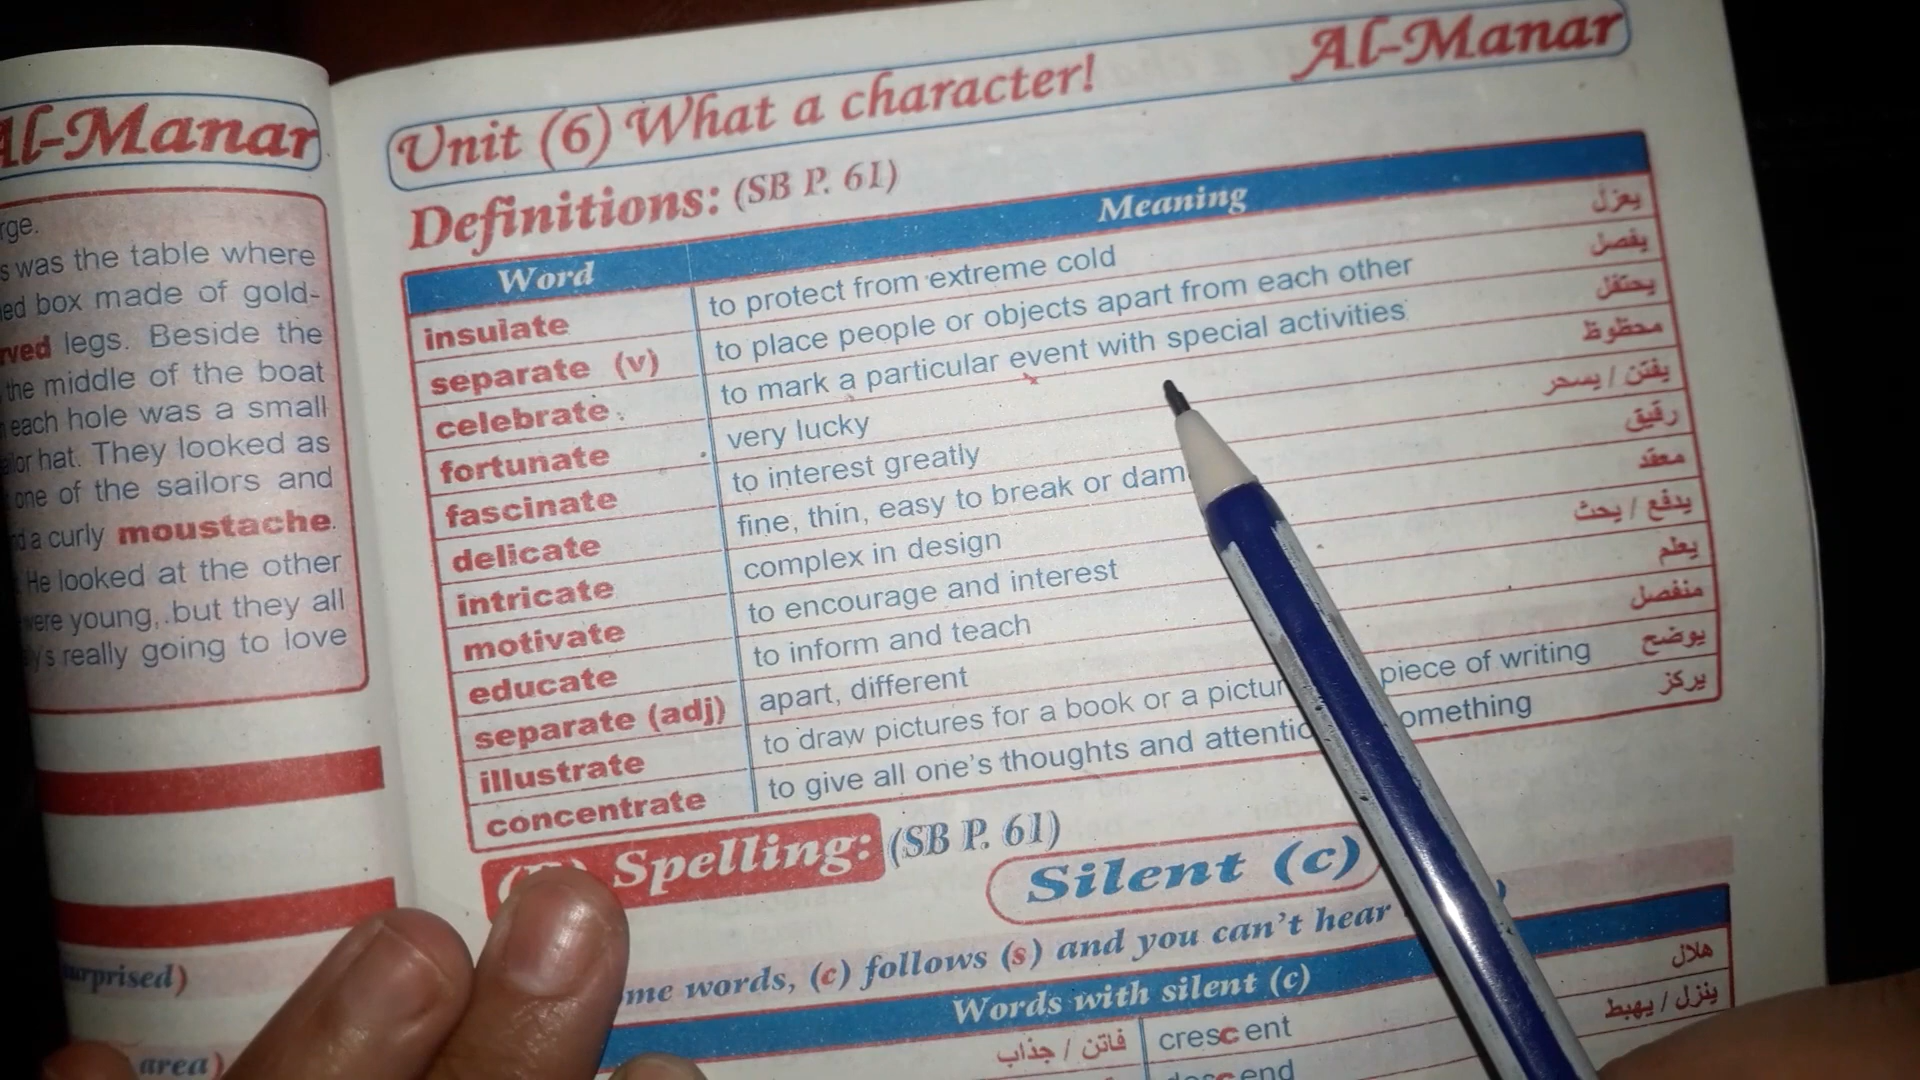 Al-Manar
rge.
s was the table where
ed box made of gold-
rved legs. Beside the
the middle of the boat
each hole was a small
hat. They looked as
one of the sailors and
a curly moustache.
He looked at the other
were young, but they all
really going to love
surprised)
area)
Unit (6) What a character! Al-Manar
Definitions: (SB P. 61)
Word Meaning
insulate to protect from extreme cold يعزل
separate (v) to place people or objects apart from each other يفصل
celebrate to mark a particular event with special activities يحتفل
fortunate very lucky محظوظ
fascinate to interest greatly يفتن / يسحر
delicate fine, thin, easy to break or dam رقيق
intricate complex in design معقد
motivate to encourage and interest يدفع / يحث
educate to inform and teach يعلم
separate (adj) apart, different منفصل
illustrate to draw pictures for a book or a pictur piece of writing يوضح
concentrate to give all one's thoughts and attentio omething يركز
Spelling: (SB P. 61)
Silent (c)
me words, (c) follows (s) and you can't hear
Words with silent (c)
فاتن / جذاب crescent هلال
descend ينزل / يهبط